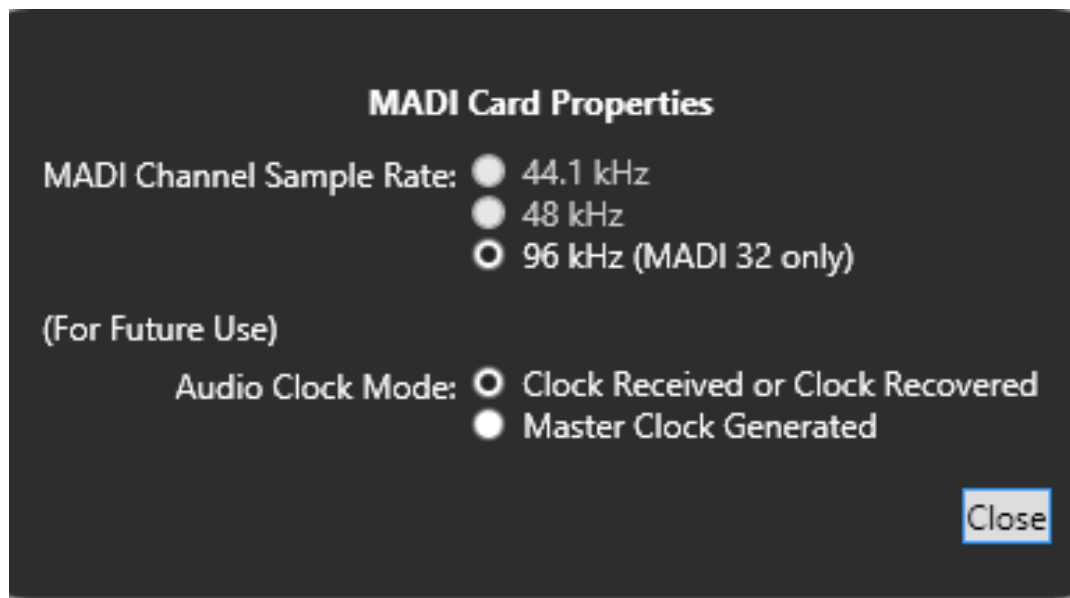 MADI Card Properties
MADI Channel Sample Rate: 44.1 kHz
48 kHz
96 kHz (MADI 32 only)
(For Future Use)
Audio Clock Mode: Clock Received or Clock Recovered
Master Clock Generated
Close